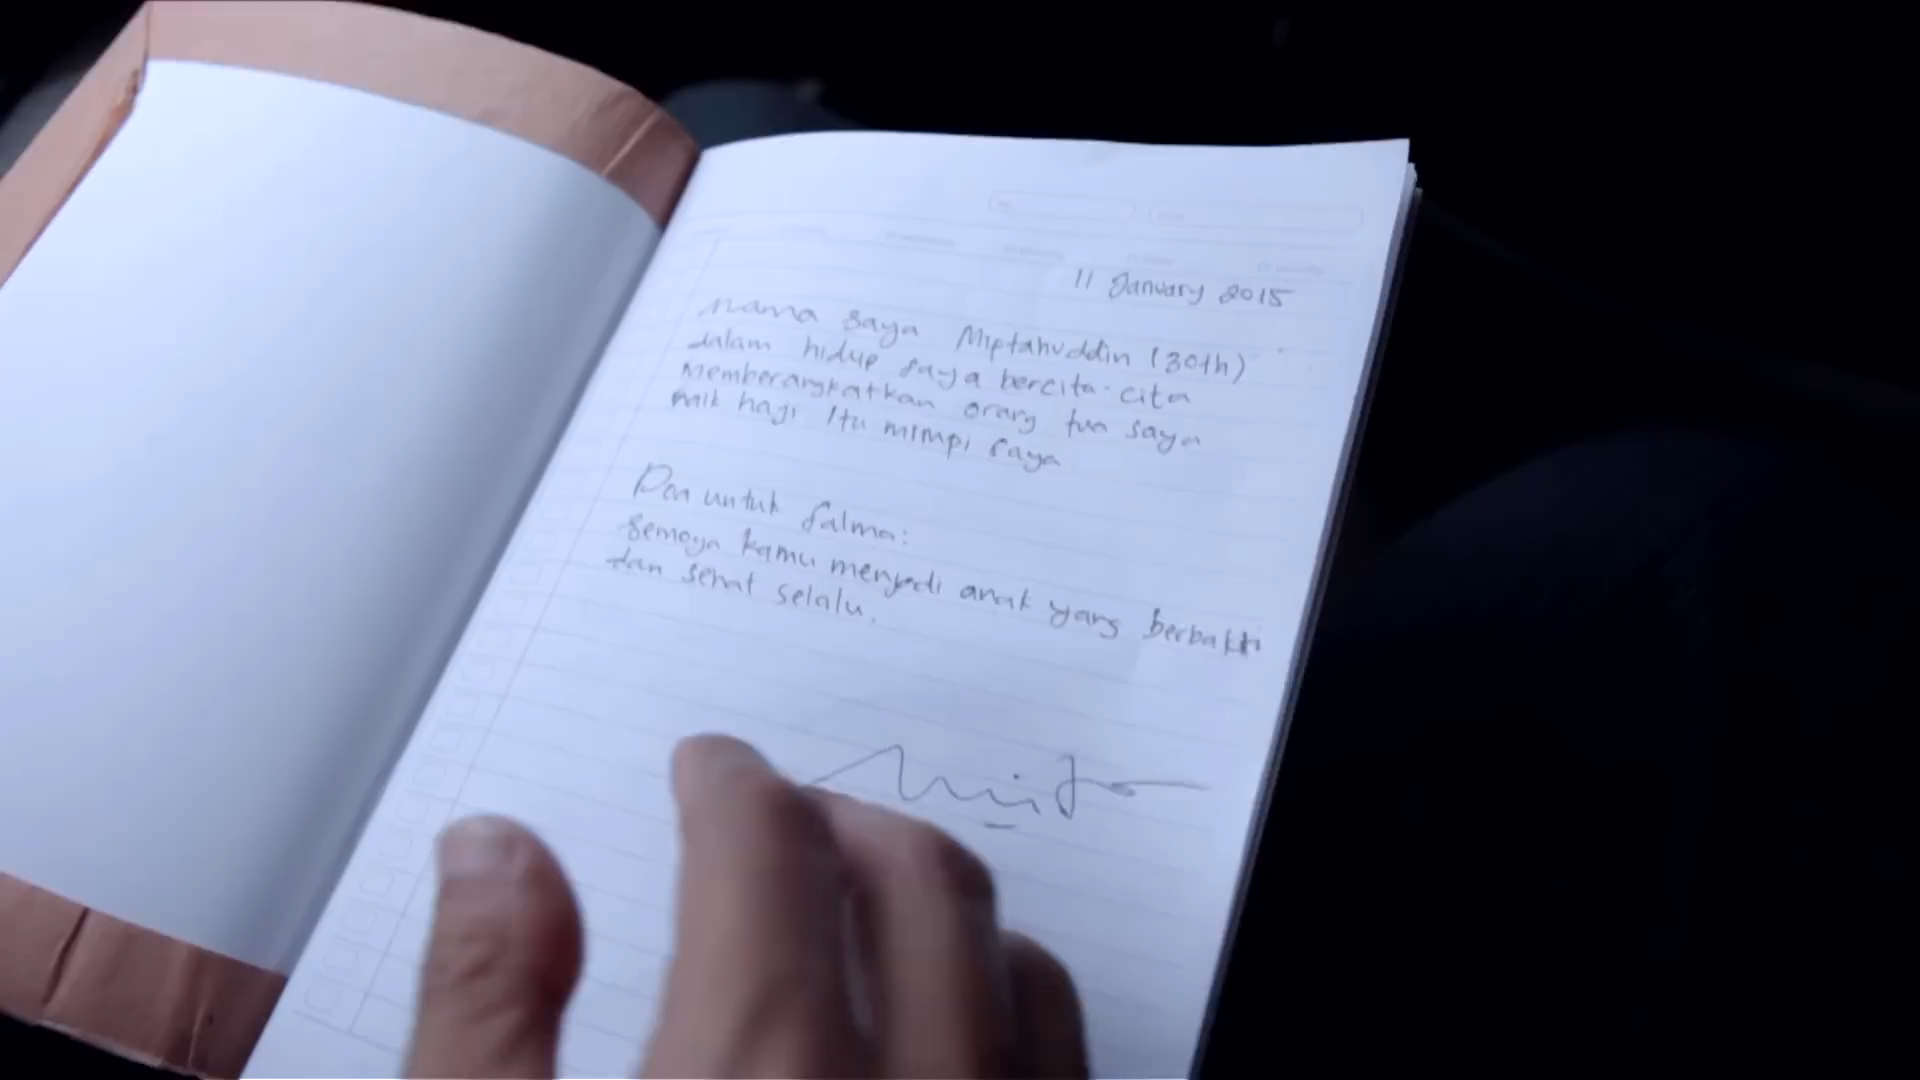 11 January 2015
nama saya Miptahuddin (30th)
dalam hidup saya bercita-cita
memberangkatkan orang tua saya
naik haji Itu mimpi saya
Doa untuk Salma:
Semoga kamu menjadi anak yang berbakti
dan sehat selalu.